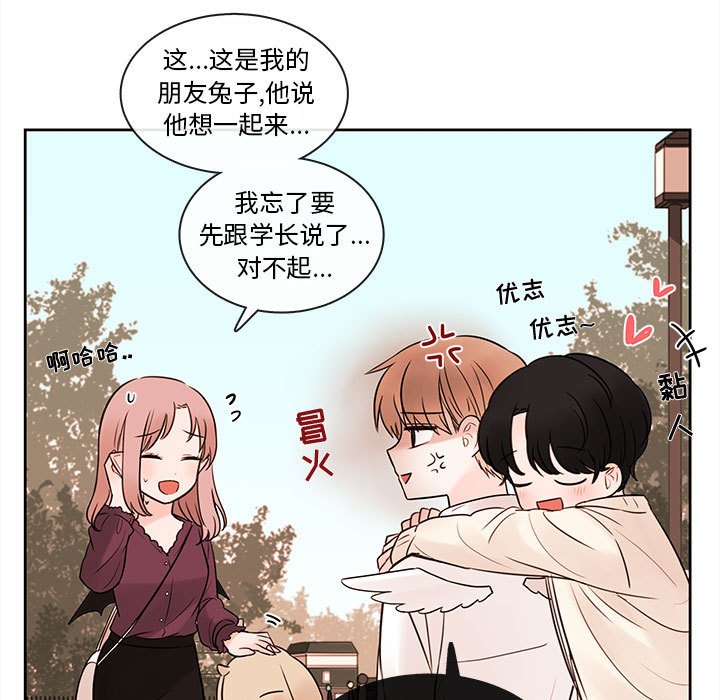 这...这是我的
朋友兔子,他说
他想一起来...
我忘了要
先跟学长说了...
对不起...
优志
优志~
啊哈哈..
黏人
冒火